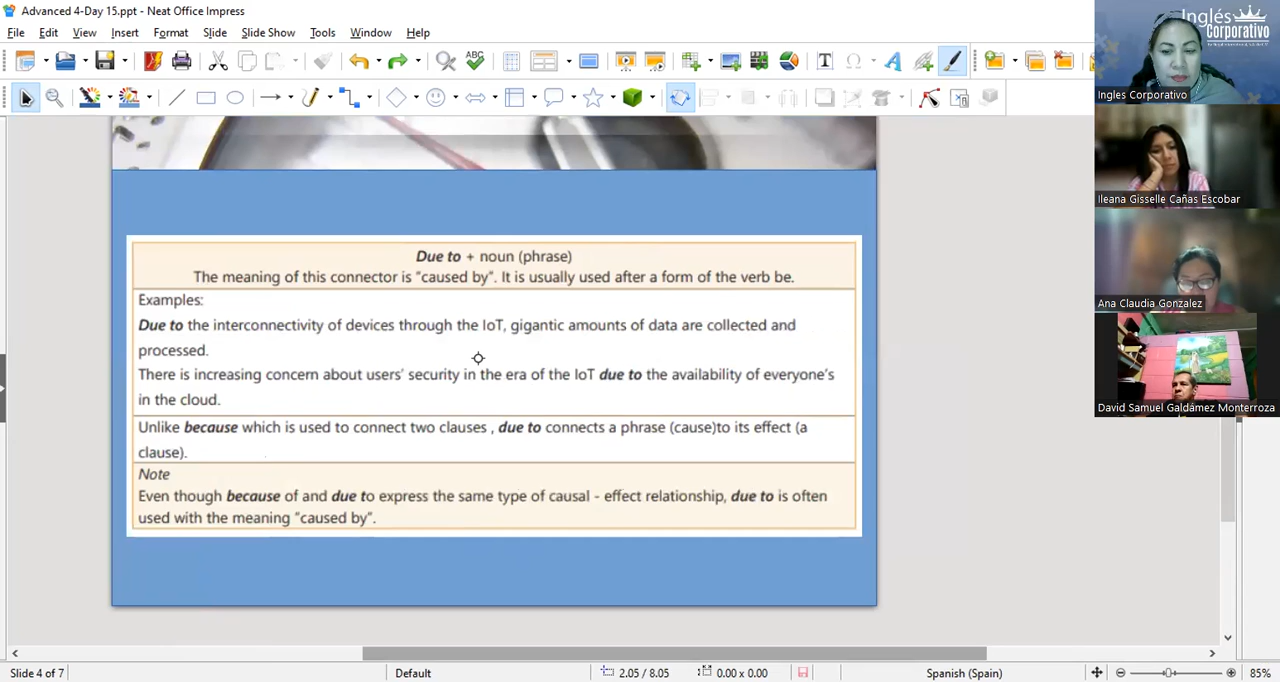 Advanced 4-Day 15.ppt - Neat Office Impress
File Edit View Insert Format Slide Slide Show Tools Window Help
Due to + noun (phrase)
The meaning of this connector is "caused by". It is usually used after a form of the verb be.
Examples:
Due to the interconnectivity of devices through the IoT, gigantic amounts of data are collected and
processed.
There is increasing concern about users' security in the era of the IoT due to the availability of everyone's
in the cloud.
Unlike because which is used to connect two clauses , due to connects a phrase (cause)to its effect (a
clause).
Note
Even though because of and due to express the same type of causal - effect relationship, due to is often
used with the meaning "caused by".
Slide 4 of 7
Default
2.05 / 8.05
0.00 x 0.00
Spanish (Spain)
85%
Inglés
Corporativo
Ingles Corporativo
Ileana Gisselle Cañas Escobar
Ana Claudia Gonzalez
David Samuel Galdámez Monterroza